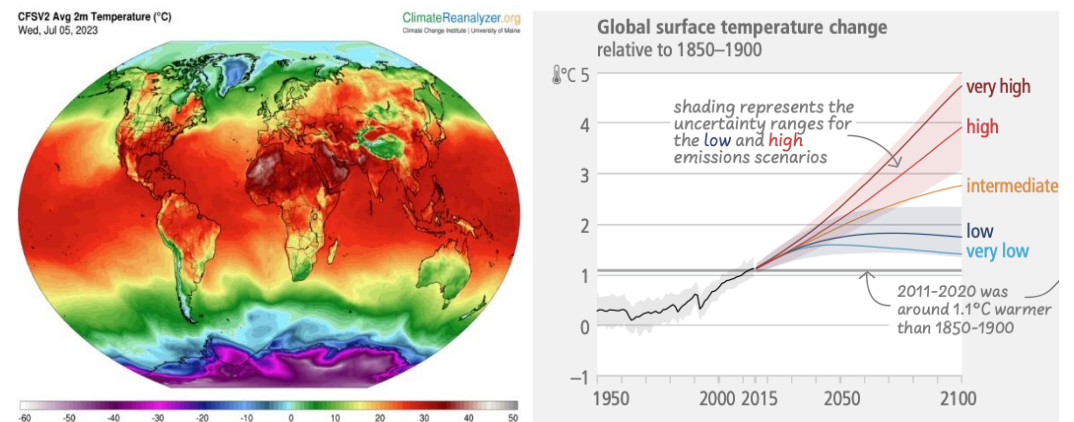 CFSV2 Avg 2m Temperature (°C)
Wed, Jul 05, 2023
ClimateReanalyzer.org
Climate Change Institute | University of Maine
-60 -50 -40 -30 -20 -10 0 10 20 30 40 50
Global surface temperature change
relative to 1850–1900
°C 5
4
3
2
1
0
−1
shading represents the
uncertainty ranges for
the low and high
emissions scenarios
very high
high
intermediate
low
very low
2011-2020 was
around 1.1°C warmer
than 1850-1900
1950 2000 2015 2050 2100